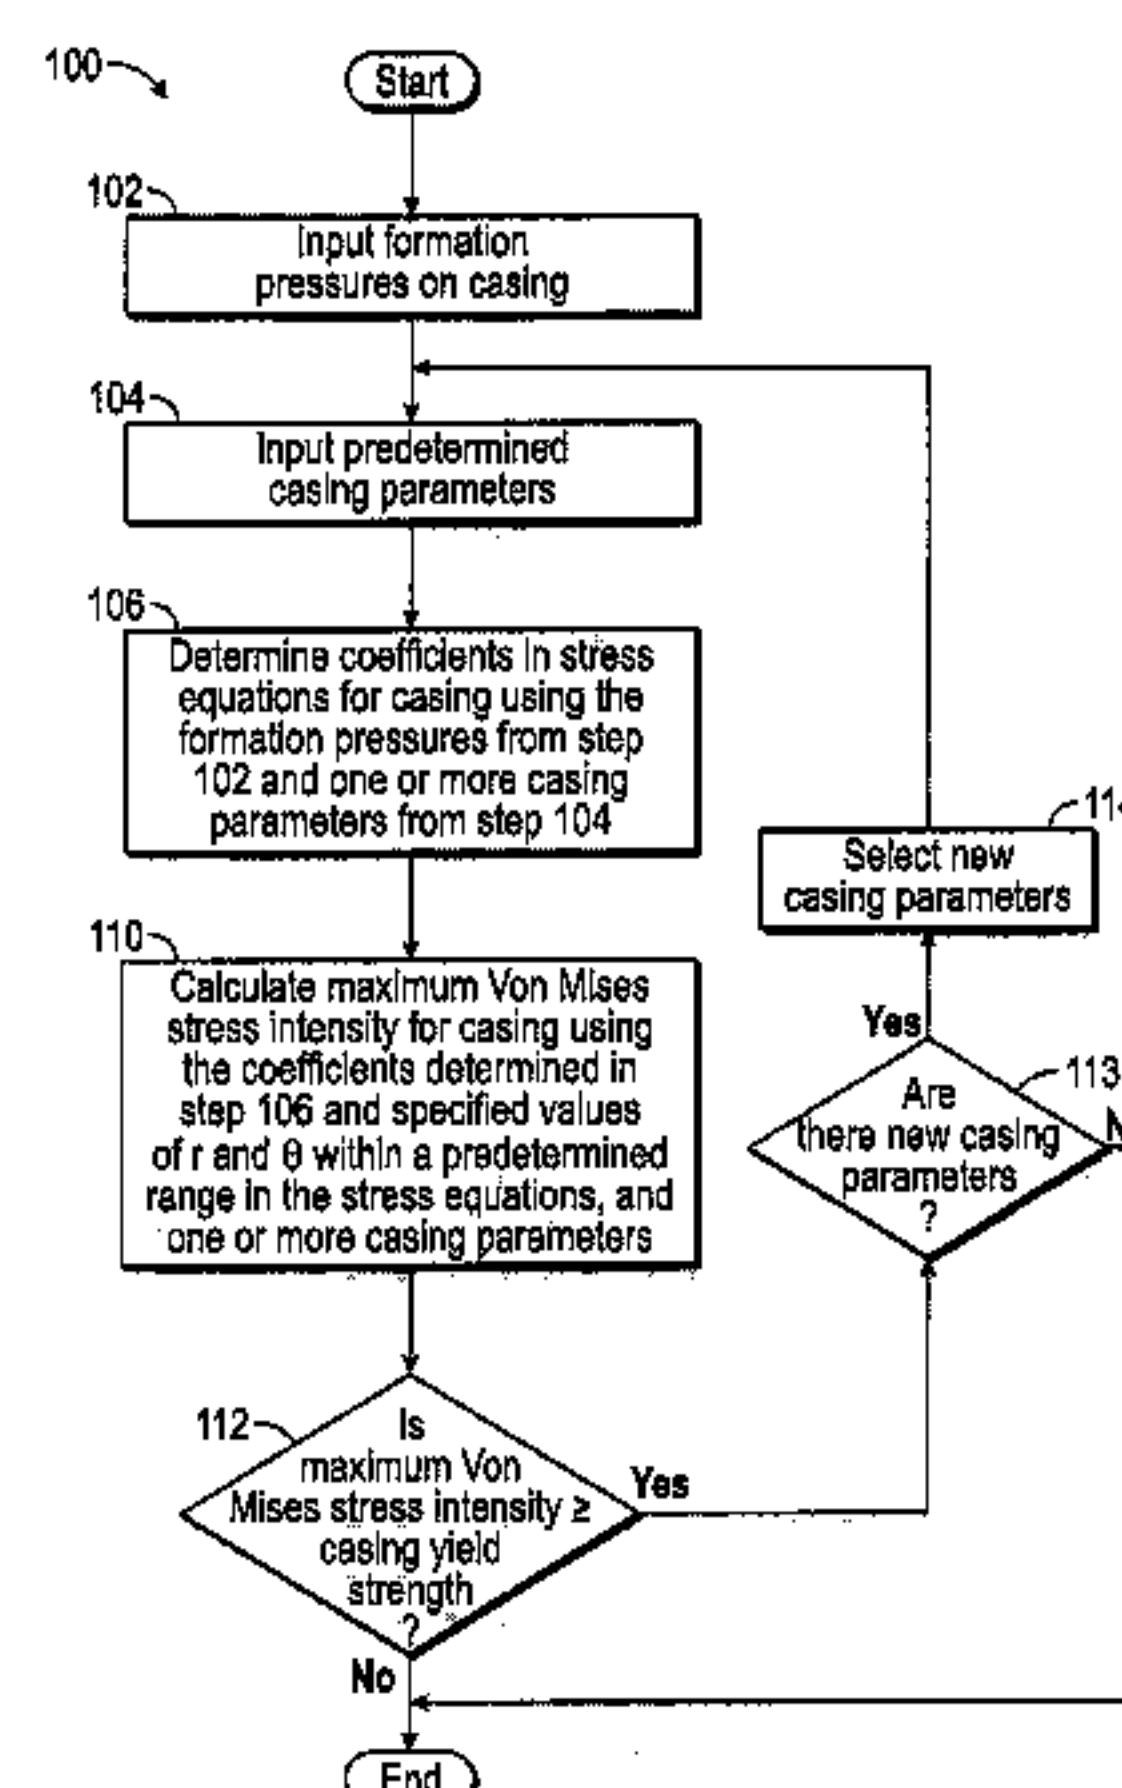 100
Start
102
Input formation
pressures on casing
104
Input predetermined
casing parameters
106
Determine coefficients in stress
equations for casing using the
formation pressures from step
102 and one or more casing
parameters from step 104
110
Calculate maximum Von Mises
stress intensity for casing using
the coefficients determined in
step 106 and specified values
of r and θ within a predetermined
range in the stress equations, and
one or more casing parameters
112
Is
maximum Von
Mises stress intensity ≥
casing yield
strength
?
Yes
No
113
Are
there new casing
parameters
?
Yes
Select new
casing parameters
End